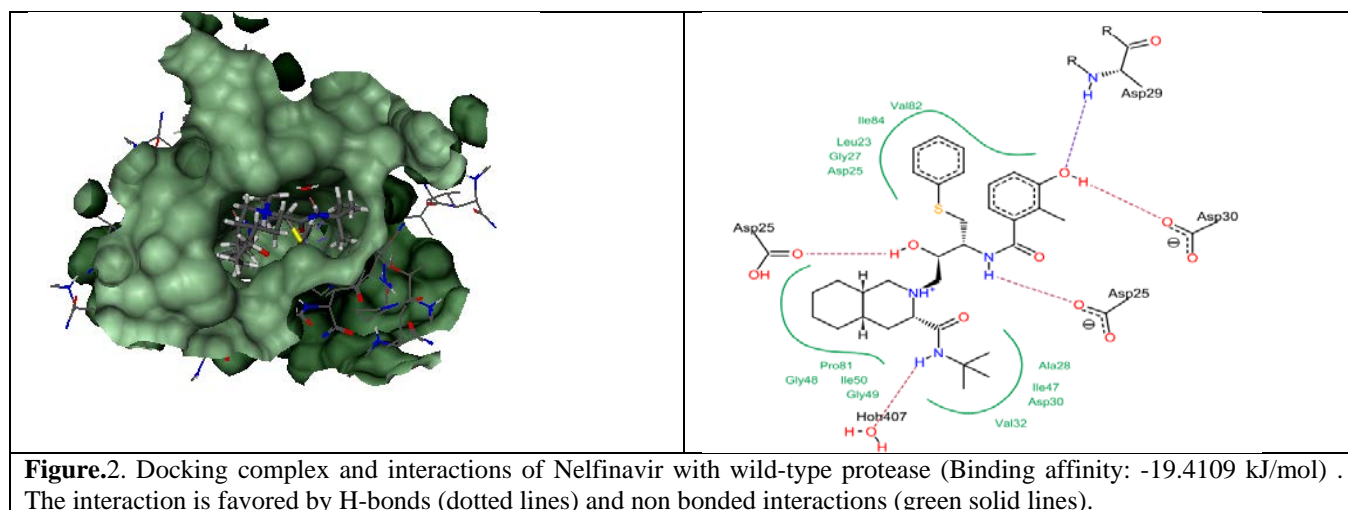 R
O
R
N
H
Asp29
Val82
Ile84
Leu23
Gly27
Asp25
O
H
O
Asp30
O
⊖
S
Asp25
O
OH
H
O
N
H
O
O
Asp25
⊖
O
H
NH+
O
H
N
H
Pro81
Gly48 Ile50
Gly49
Ala28
Ile47
Asp30
Val32
Hoh407
H O
H
Figure.2. Docking complex and interactions of Nelfinavir with wild-type protease (Binding affinity: -19.4109 kJ/mol) .
The interaction is favored by H-bonds (dotted lines) and non bonded interactions (green solid lines).